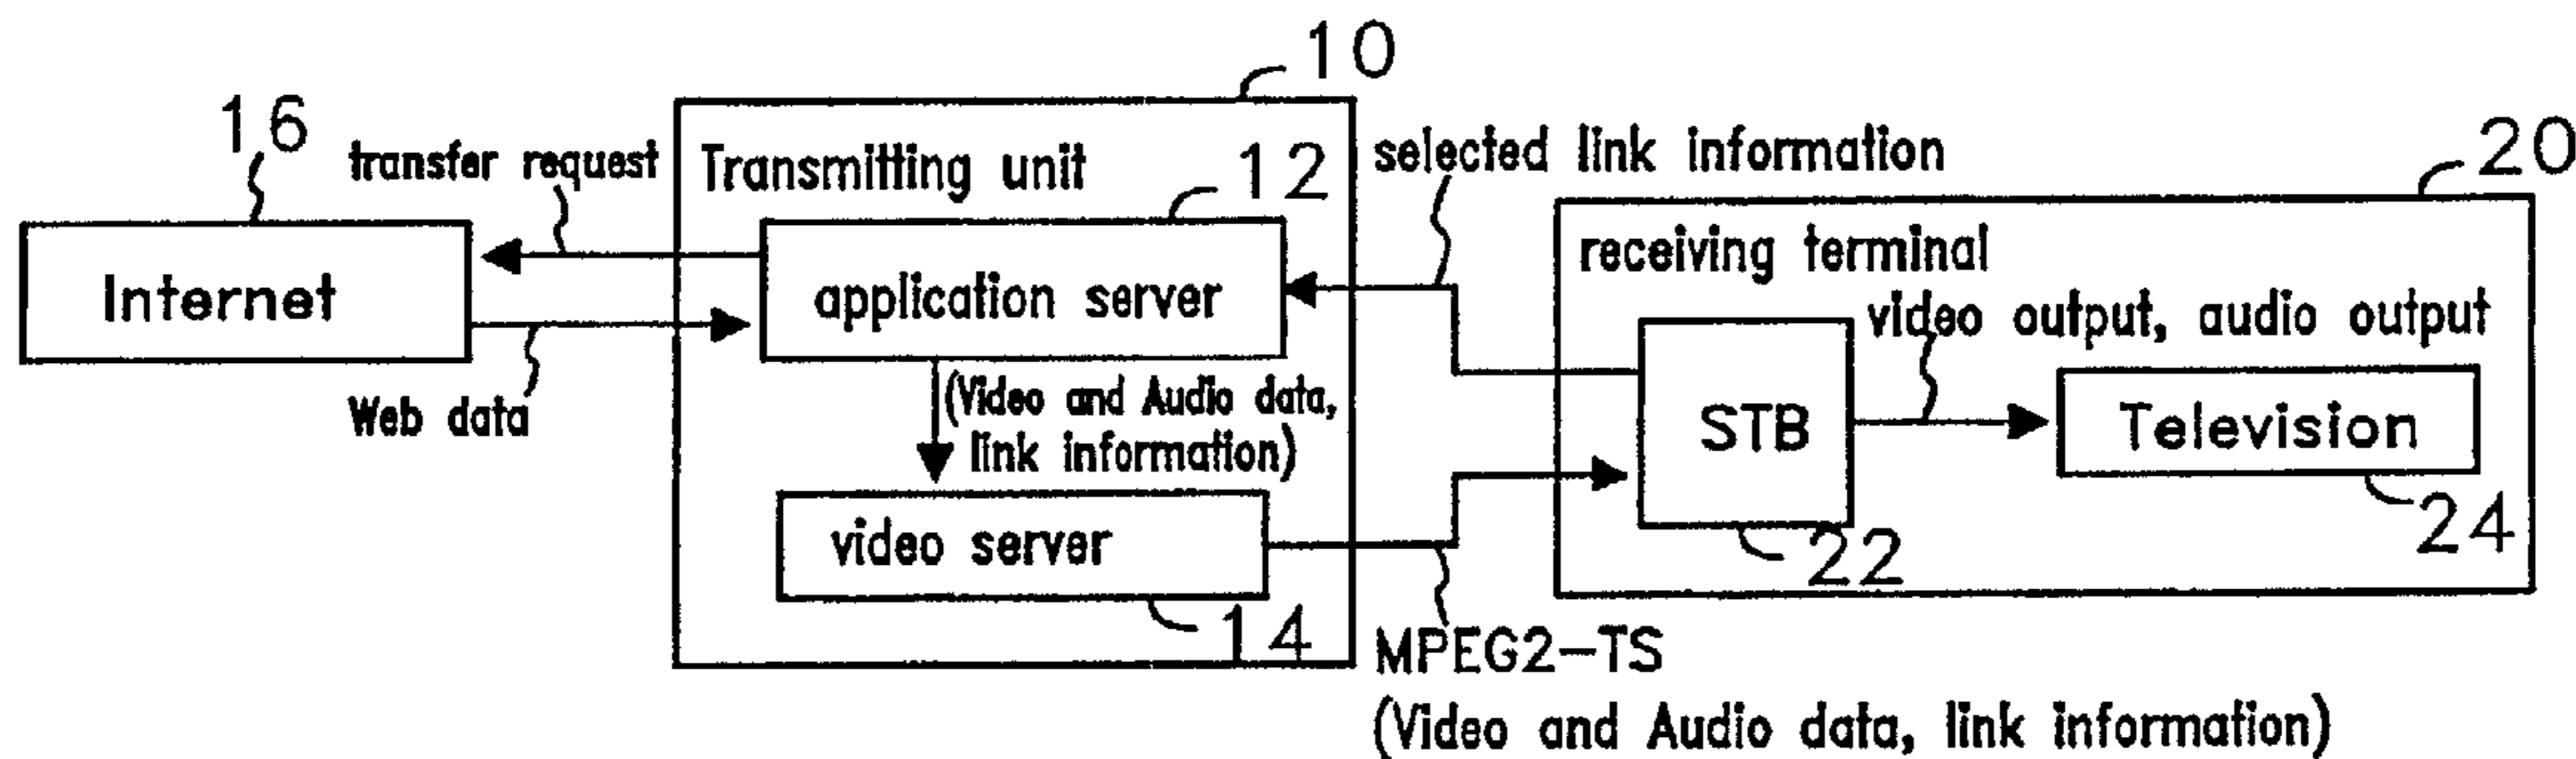 10
16
transfer request
Transmitting unit
12
selected link information
20
Internet
application server
receiving terminal
video output, audio output
Web data
(Video and Audio data,
link information)
STB
Television
video server
22
24
14
MPEG2-TS
(Video and Audio data, link information)